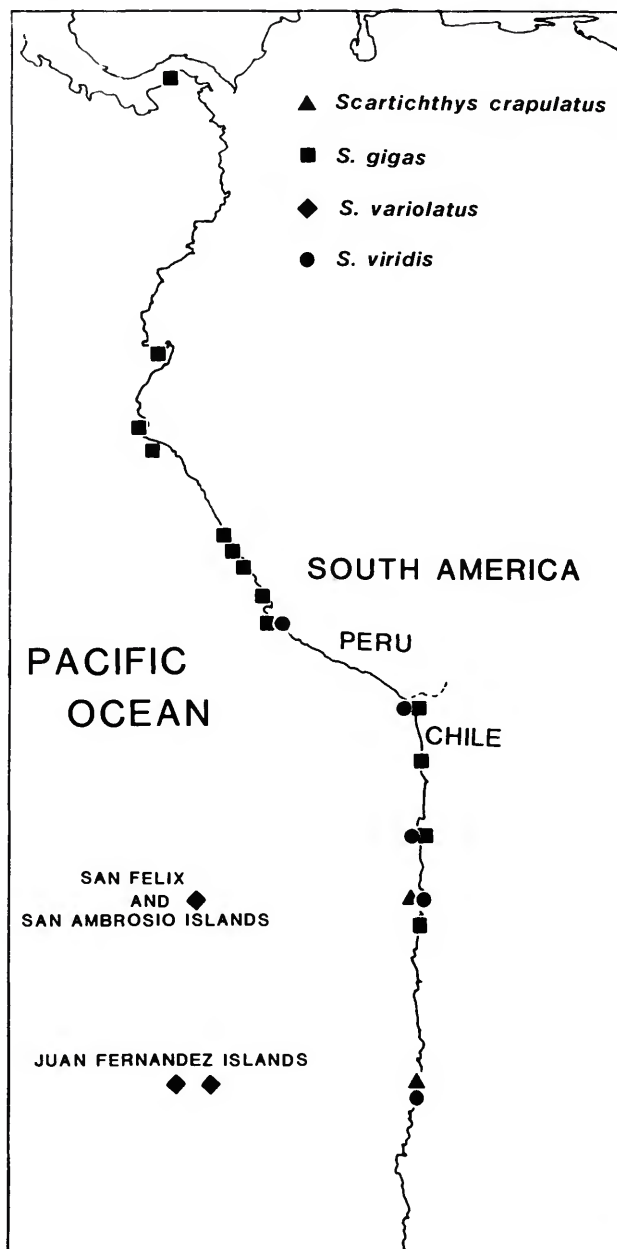 Scartichthys crapulatus
S. gigas
S. variolatus
S. viridis
SOUTH AMERICA
PERU
PACIFIC
OCEAN
CHILE
SAN FELIX
AND
SAN AMBROSIO ISLANDS
JUAN FERNANDEZ ISLANDS